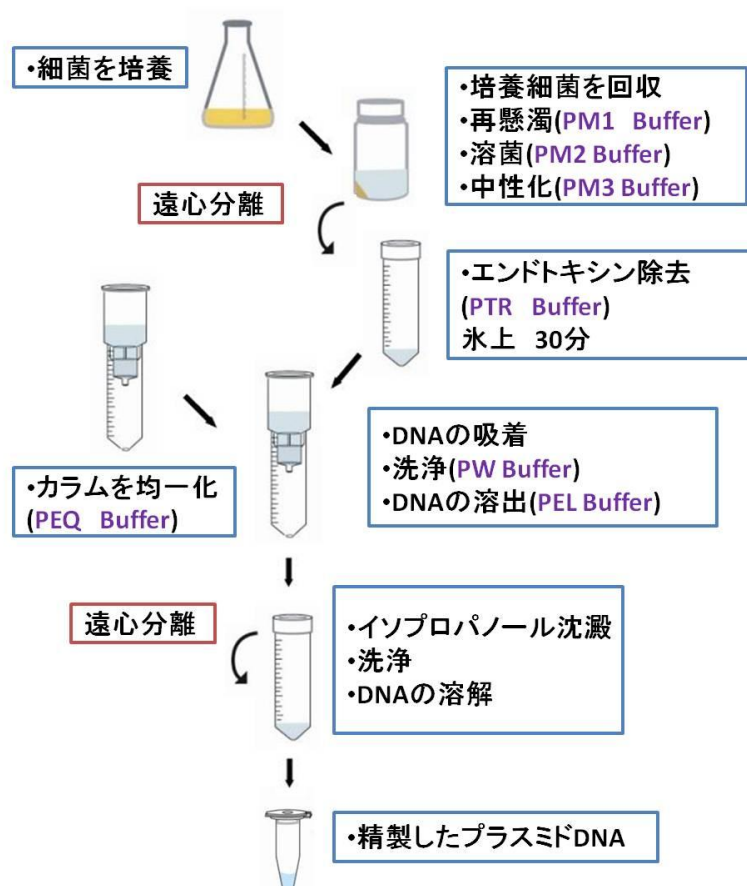 ・細菌を培養
・培養細菌を回収
・再懸濁(PM1 Buffer)
・溶菌(PM2 Buffer)
・中性化(PM3 Buffer)
遠心分離
・エンドトキシン除去
(PTR Buffer)
氷上 30分
・カラムを均一化
(PEQ Buffer)
・DNAの吸着
・洗浄(PW Buffer)
・DNAの溶出(PEL Buffer)
遠心分離
・イソプロパノール沈澱
・洗浄
・DNAの溶解
・精製したプラスミドDNA